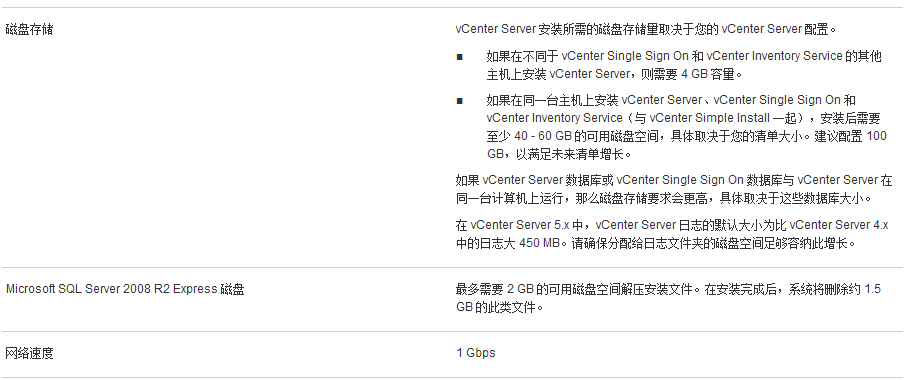 磁盘存储
vCenter Server 安装所需的磁盘存储量取决于您的 vCenter Server 配置。
■ 如果在不同于 vCenter Single Sign On 和 vCenter Inventory Service 的其他
主机上安装 vCenter Server，则需要 4 GB 容量。
■ 如果在同一台主机上安装 vCenter Server、vCenter Single Sign On 和
vCenter Inventory Service（与 vCenter Simple Install 一起），安装后需要
至少 40 - 60 GB 的可用磁盘空间，具体取决于您的清单大小。建议配置 100
GB，以满足未来清单增长。
如果 vCenter Server 数据库或 vCenter Single Sign On 数据库与 vCenter Server 在
同一台计算机上运行，那么磁盘存储要求会更高，具体取决于这些数据库大小。
在 vCenter Server 5.x 中，vCenter Server 日志的默认大小为比 vCenter Server 4.x
中的日志大 450 MB。请确保分配给日志文件夹的磁盘空间足够容纳此增长。
Microsoft SQL Server 2008 R2 Express 磁盘
最多需要 2 GB 的可用磁盘空间解压安装文件。在安装完成后，系统将删除约 1.5
GB 的此类文件。
网络速度
1 Gbps